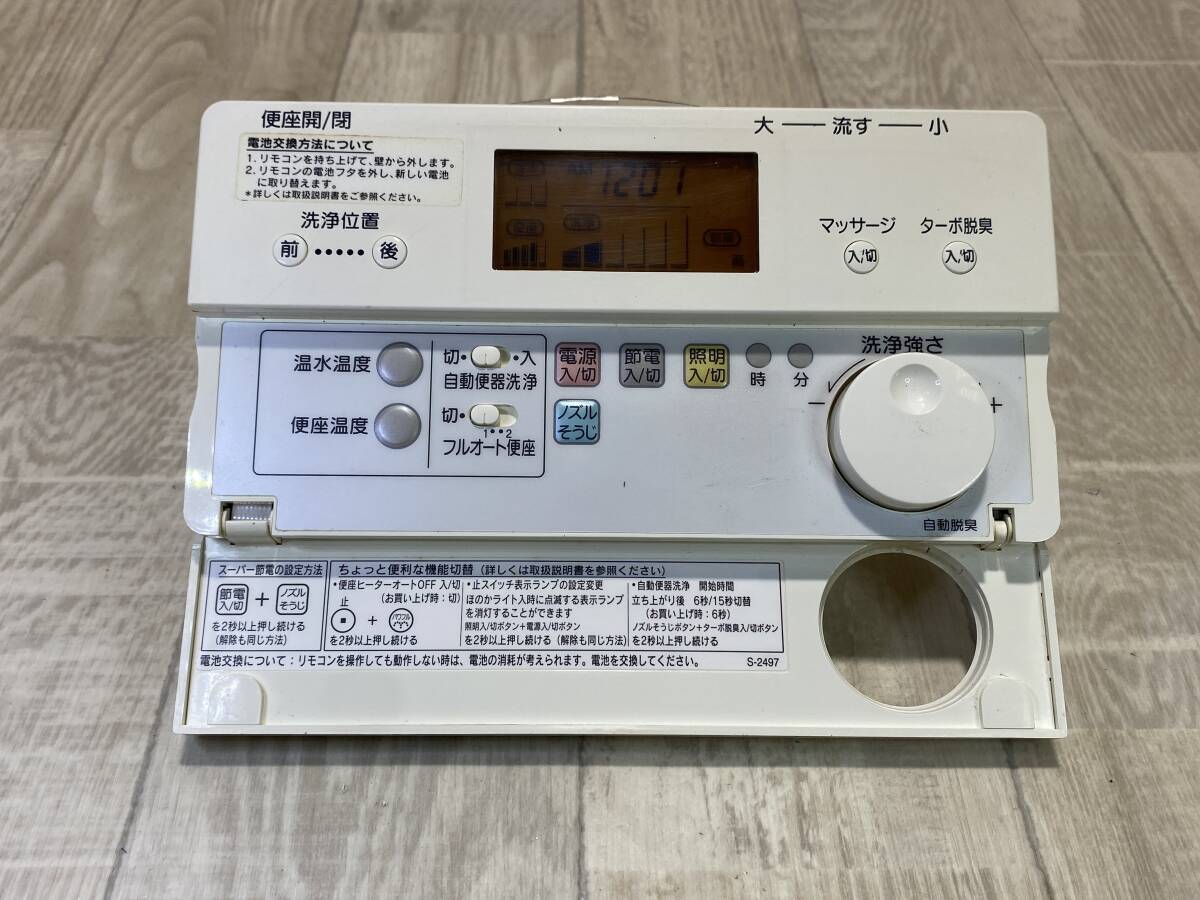 便座開/閉
大 流す 小
電池交換方法について
1. リモコンを持ち上げて、壁から外します。
2. リモコンの電池フタを外し、新しい電池
に取り替えます。
*詳しくは取扱説明書をご参照ください。
洗浄位置
前 ••••• 後
AM 1201
便座
洗浄
マッサージ
入/切
ターボ脱臭
入/切
温水温度
切• •入
自動便器洗浄
便座温度
切•
1••2
フルオート便座
電源
入/切
節電
入/切
照明
入/切
時
分
ノズル
そうじ
洗浄強さ
− +
自動脱臭
スーパー節電の設定方法
節電
入/切
+
ノズル
そうじ
を2秒以上押し続ける
(解除も同じ方法)
ちょっと便利な機能切替 (詳しくは取扱説明書を参照ください)
•便座ヒーターオートOFF 入/切
(お買い上げ時：切)
止
+
パワフル
を2秒以上押し続ける
•止スイッチ表示ランプの設定変更
ほのかライト入時に点滅する表示ランプ
を消灯することができます
照明入/切ボタン+電源入/切ボタン
を2秒以上押し続ける (解除も同じ方法)
•自動便器洗浄 開始時間
立ち上がり後 6秒/15秒切替
(お買い上げ時：6秒)
ノズルそうじボタン+ターボ脱臭入/切ボタン
を2秒以上押し続ける
電池交換について：リモコンを操作しても動作しない時は、電池の消耗が考えられます。電池を交換してください。
S-2497